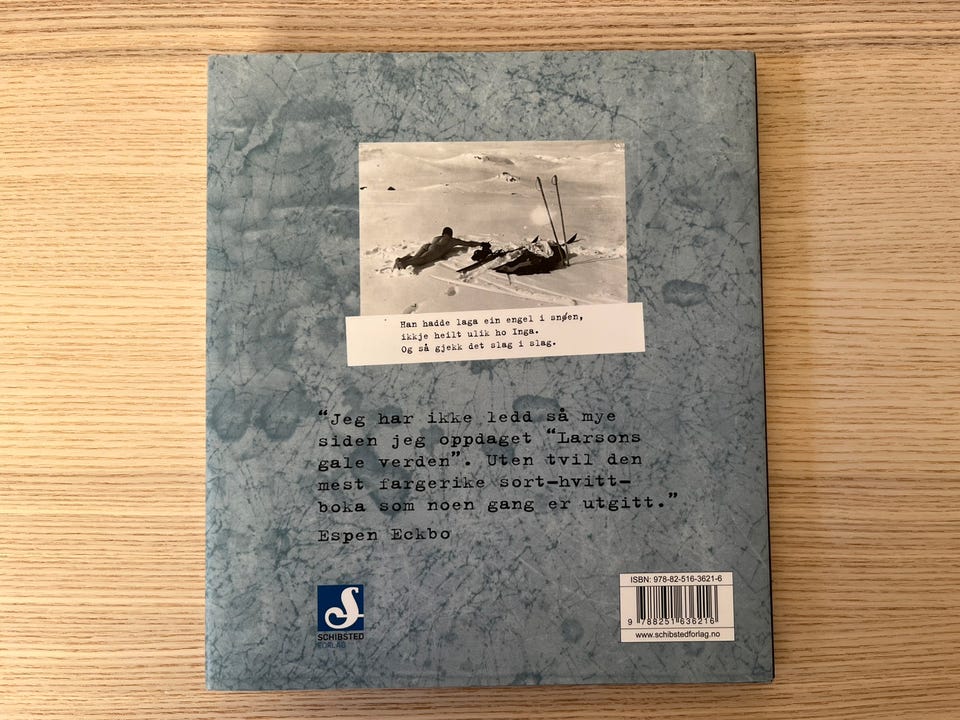 Han hadde laga ein engel i snøen,
ikkje heilt ulik ho Inga.
Og så gjekk det slag i slag.
“Jeg har ikke ledd så mye
siden jeg oppdaget “Larsons
gale verden”. Uten tvil den
mest fargerike sort-hvitt-
boka som noen gang er utgitt.”
Espen Eckbo
S
SCHIBSTED
FORLAG
ISBN: 978-82-516-3621-6
9 788251 636216
www.schibstedforlag.no